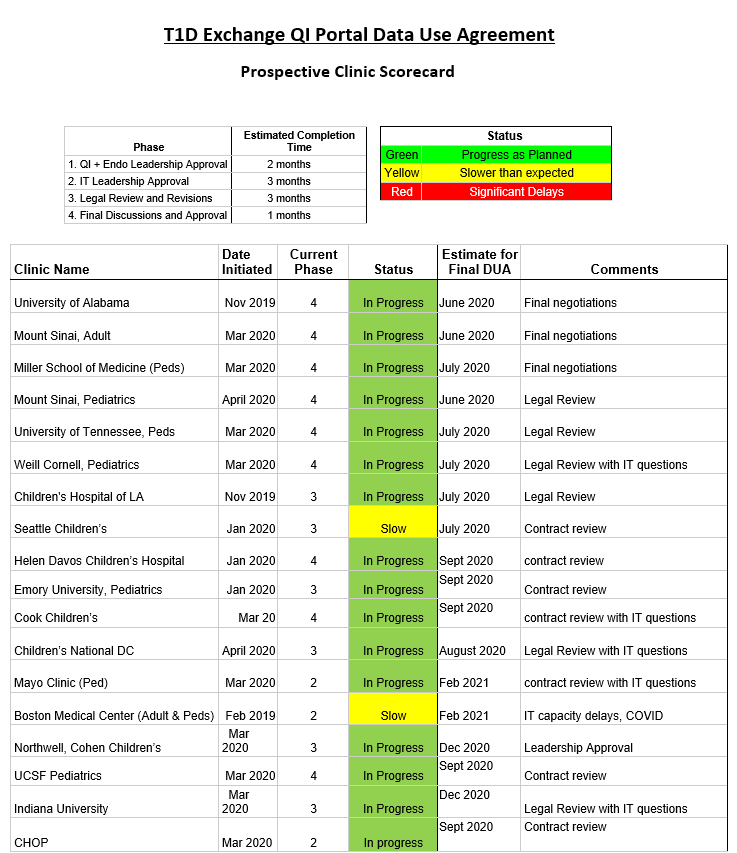 T1D Exchange QI Portal Data Use Agreement
Prospective Clinic Scorecard
Phase Estimated Completion Time
1. QI + Endo Leadership Approval 2 months
2. IT Leadership Approval 3 months
3. Legal Review and Revisions 3 months
4. Final Discussions and Approval 1 months
Status
Green Progress as Planned
Yellow Slower than expected
Red Significant Delays
Clinic Name Date Initiated Current Phase Status Estimate for Final DUA Comments
University of Alabama Nov 2019 4 In Progress June 2020 Final negotiations
Mount Sinai, Adult Mar 2020 4 In Progress June 2020 Final negotiations
Miller School of Medicine (Peds) Mar 2020 4 In Progress July 2020 Final negotiations
Mount Sinai, Pediatrics April 2020 4 In Progress June 2020 Legal Review
University of Tennessee, Peds Mar 2020 4 In Progress July 2020 Legal Review
Weill Cornell, Pediatrics Mar 2020 4 In Progress July 2020 Legal Review with IT questions
Children's Hospital of LA Nov 2019 3 In Progress July 2020 Legal Review
Seattle Children's Jan 2020 3 Slow July 2020 Contract review
Helen Davos Children's Hospital Jan 2020 4 In Progress Sept 2020 contract review
Emory University, Pediatrics Jan 2020 3 In Progress Sept 2020 Contract review
Cook Children's Mar 20 4 In Progress Sept 2020 contract review with IT questions
Children's National DC April 2020 3 In Progress August 2020 Legal Review with IT questions
Mayo Clinic (Ped) Mar 2020 2 In Progress Feb 2021 contract review with IT questions
Boston Medical Center (Adult & Peds) Feb 2019 2 Slow Feb 2021 IT capacity delays, COVID
Northwell, Cohen Children's Mar 2020 3 In Progress Dec 2020 Leadership Approval
UCSF Pediatrics Mar 2020 4 In Progress Sept 2020 Contract review
Indiana University Mar 2020 3 In Progress Dec 2020 Legal Review with IT questions
CHOP Mar 2020 2 In progress Sept 2020 Contract review